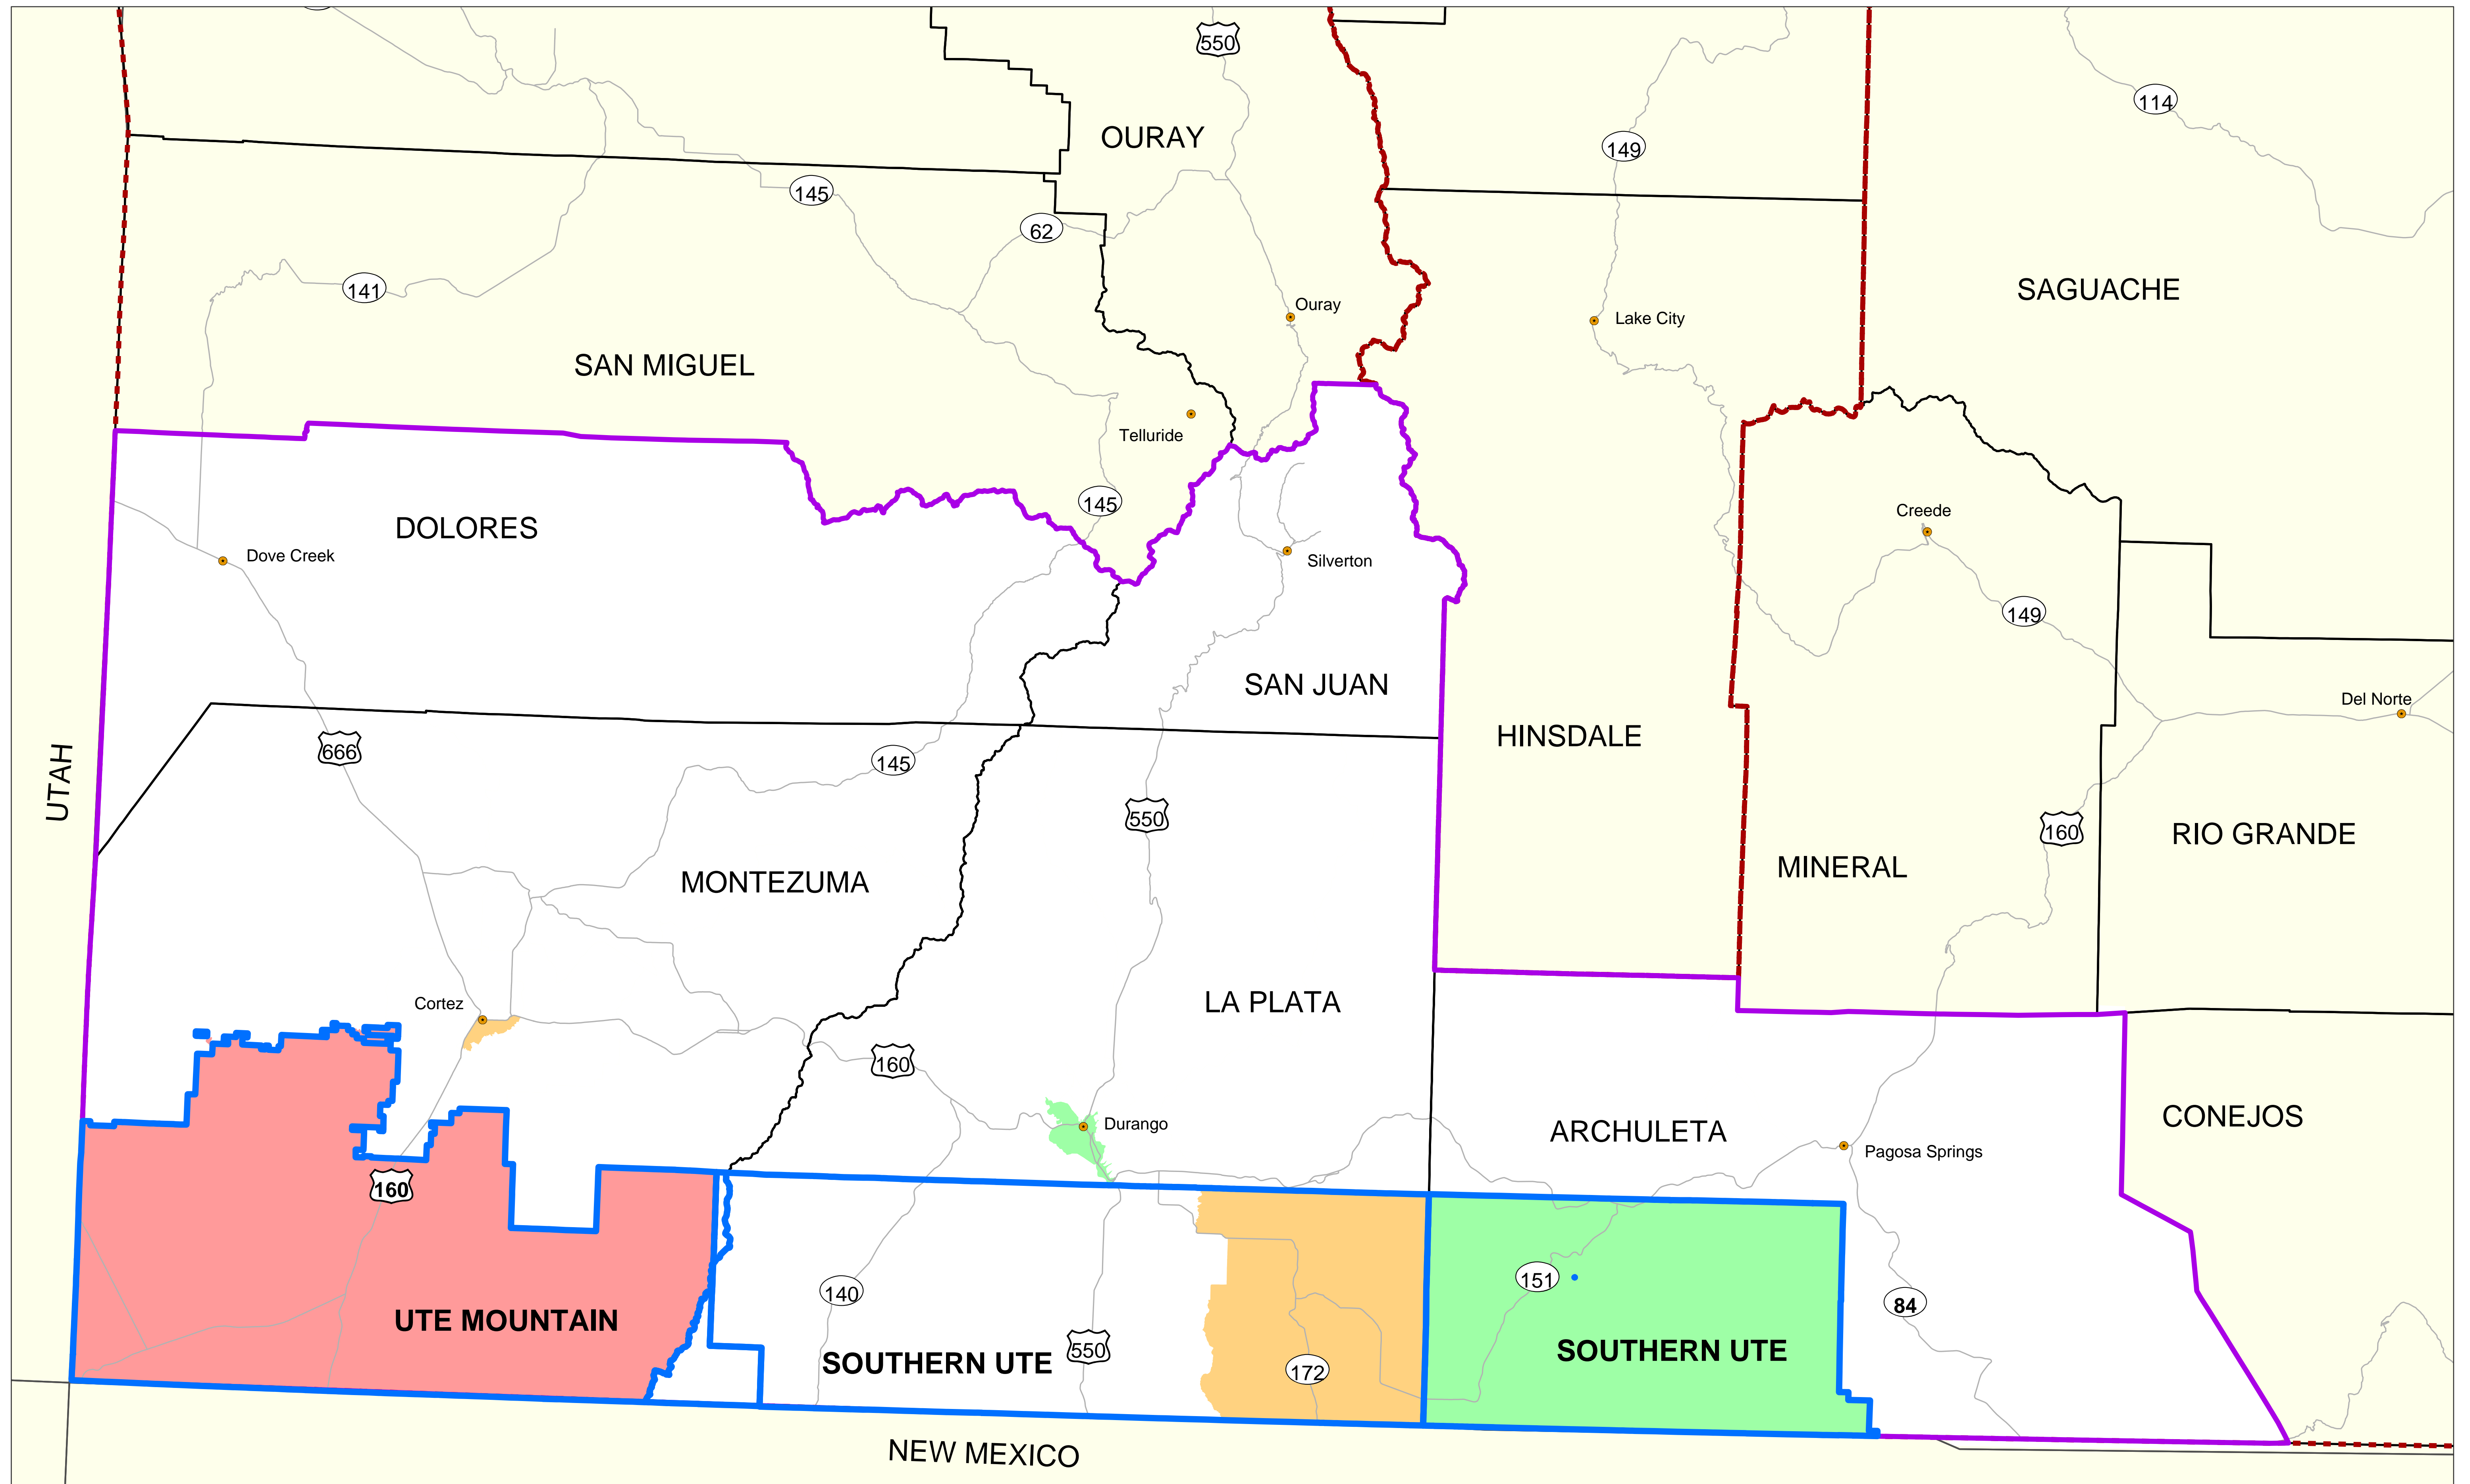 550
114
OURAY
149
145
62
SAGUACHE
141
Ouray
Lake City
SAN MIGUEL
Telluride
145
Creede
DOLORES
Dove Creek
Silverton
149
SAN JUAN
Del Norte
HINSDALE
666
145
UTAH
550
160
RIO GRANDE
MINERAL
MONTEZUMA
Cortez
LA PLATA
160
CONEJOS
Durango
ARCHULETA
Pagosa Springs
160
151
140
84
UTE MOUNTAIN
550
SOUTHERN UTE
SOUTHERN UTE
172
NEW MEXICO